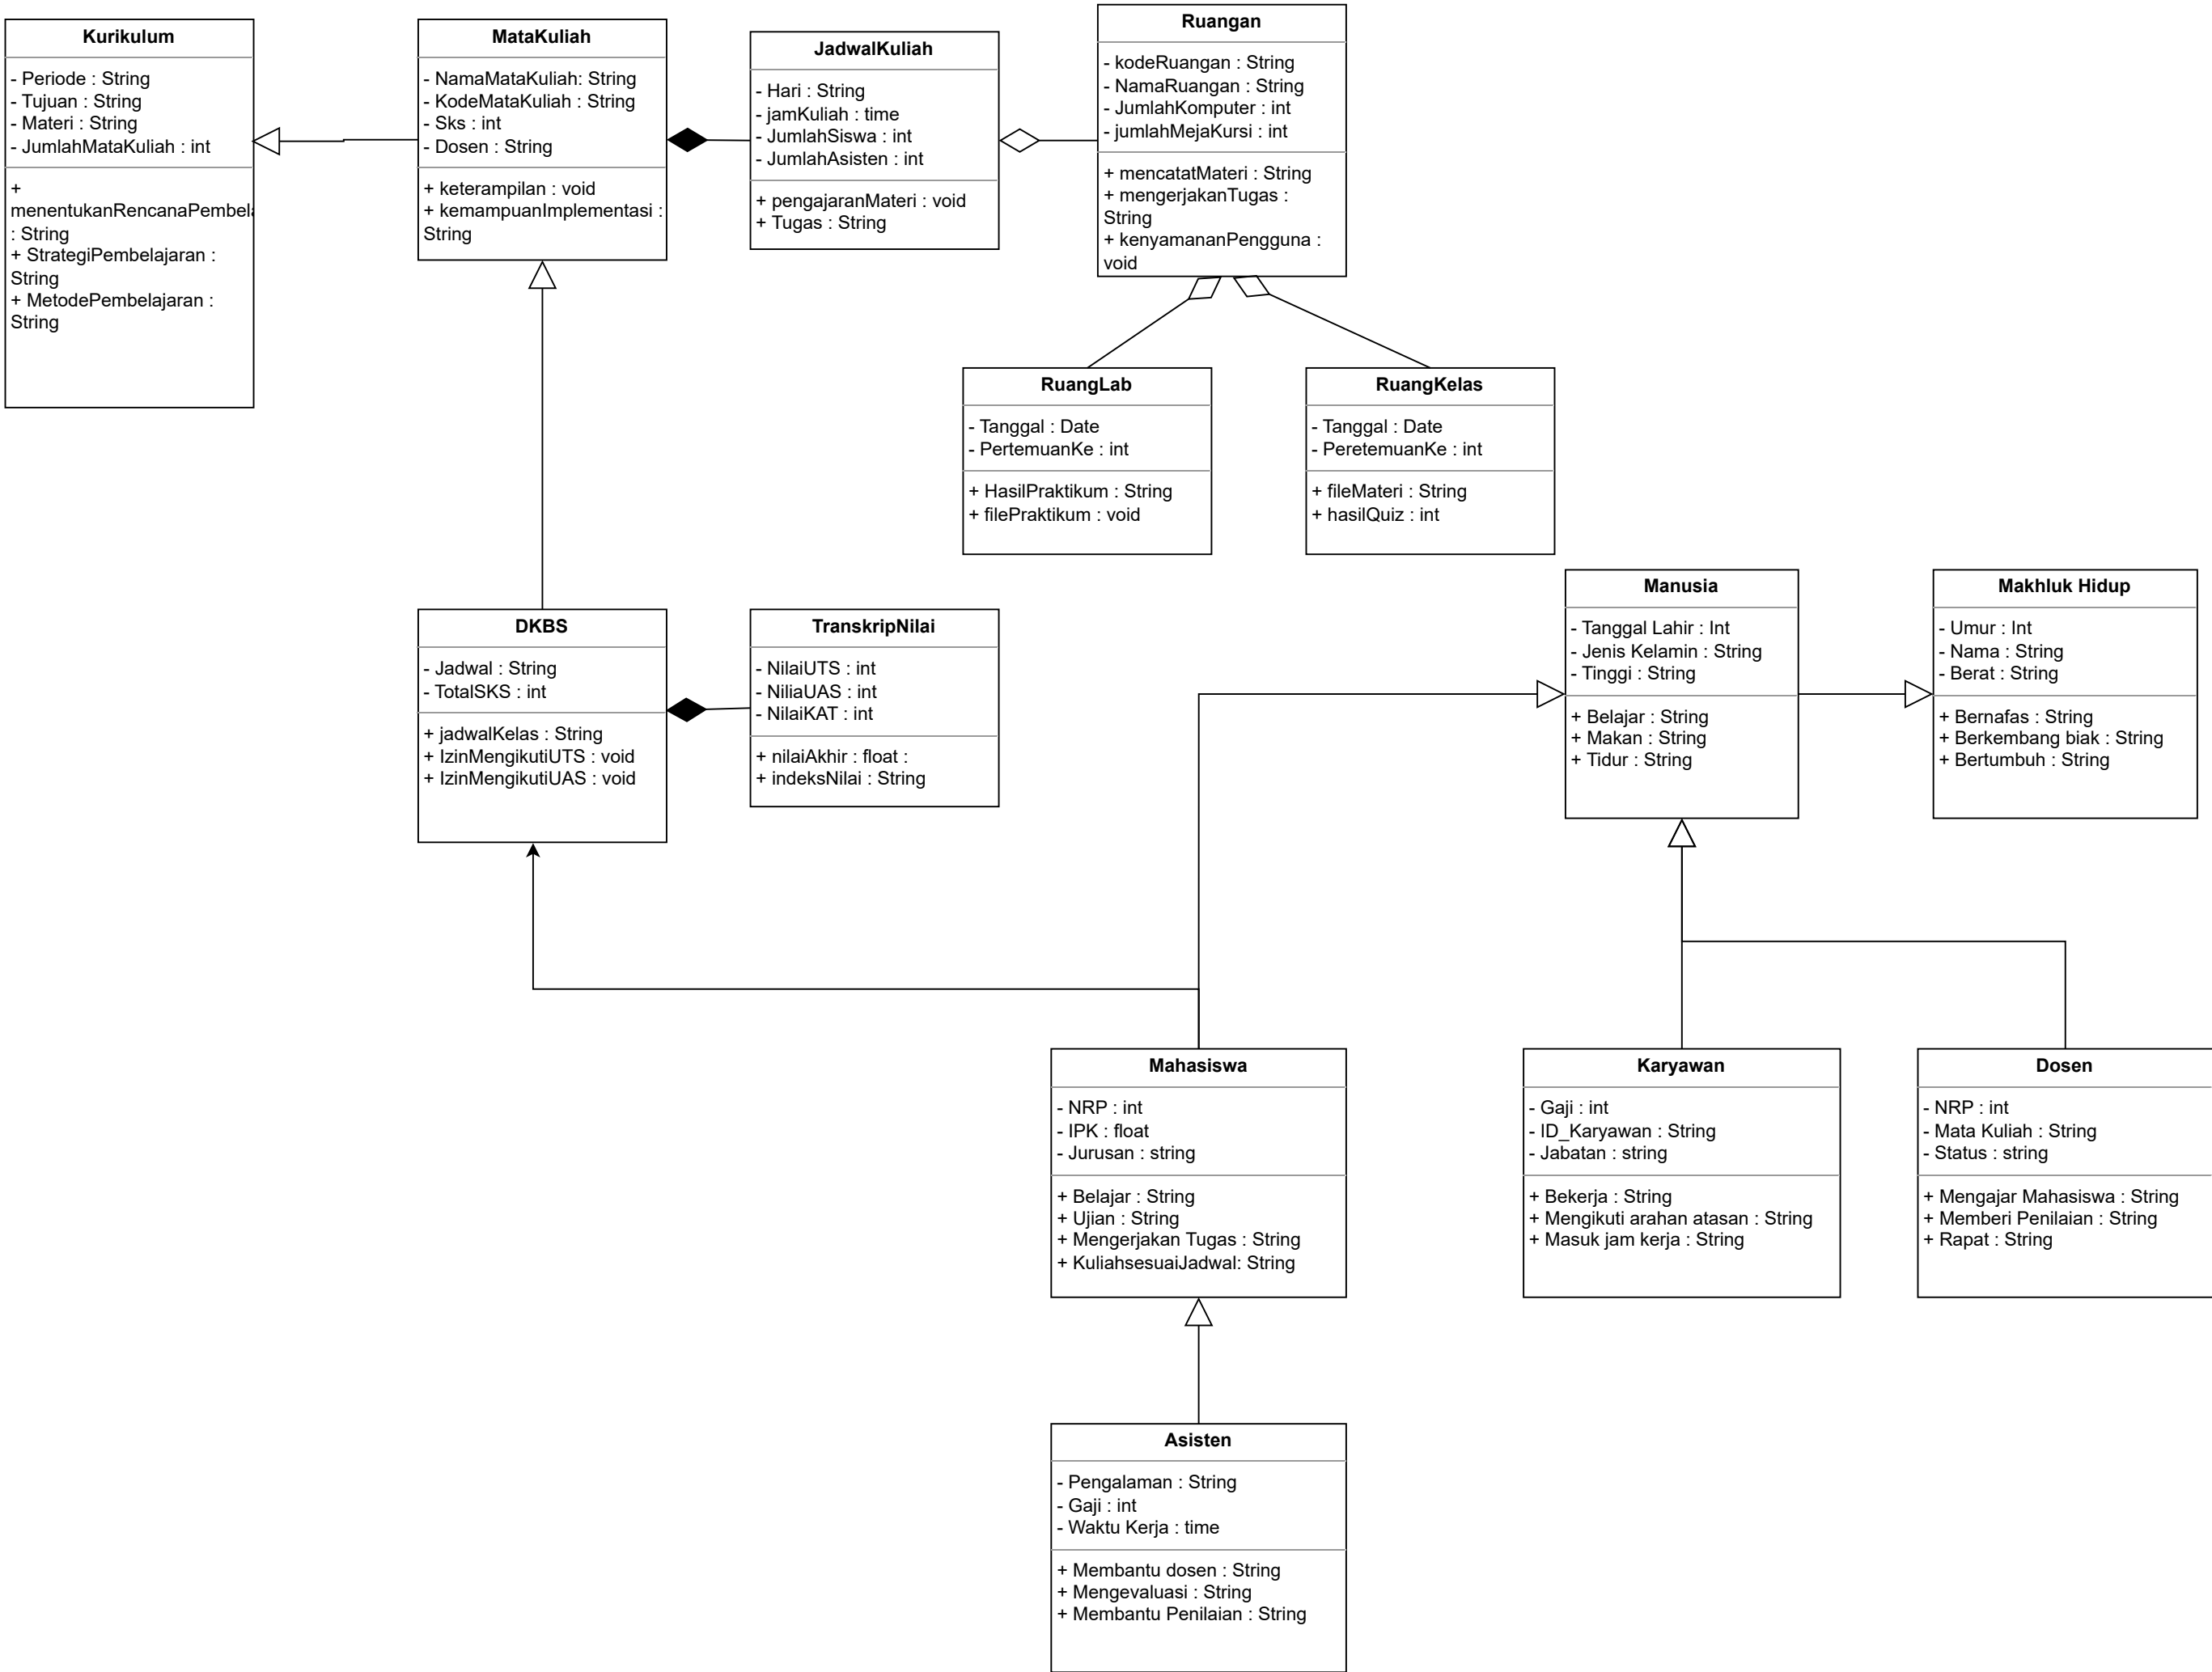 Kurikulum
- Periode : String
- Tujuan : String
- Materi : String
- JumlahMataKuliah : int
+
menentukanRencanaPembel
: String
+ StrategiPembelajaran :
String
+ MetodePembelajaran :
String
MataKuliah
- NamaMataKuliah: String
- KodeMataKuliah : String
- Sks : int
- Dosen : String
+ keterampilan : void
+ kemampuanImplementasi :
String
JadwalKuliah
- Hari : String
- jamKuliah : time
- JumlahSiswa : int
- JumlahAsisten : int
+ pengajaranMateri : void
+ Tugas : String
Ruangan
- kodeRuangan : String
- NamaRuangan : String
- JumlahKomputer : int
- jumlahMejaKursi : int
+ mencatatMateri : String
+ mengerjakanTugas :
String
+ kenyamananPengguna :
void
RuangLab
- Tanggal : Date
- PertemuanKe : int
+ HasilPraktikum : String
+ filePraktikum : void
RuangKelas
- Tanggal : Date
- PeretemuanKe : int
+ fileMateri : String
+ hasilQuiz : int
DKBS
- Jadwal : String
- TotalSKS : int
+ jadwalKelas : String
+ IzinMengikutiUTS : void
+ IzinMengikutiUAS : void
TranskripNilai
- NilaiUTS : int
- NiliaUAS : int
- NilaiKAT : int
+ nilaiAkhir : float :
+ indeksNilai : String
Manusia
- Tanggal Lahir : Int
- Jenis Kelamin : String
- Tinggi : String
+ Belajar : String
+ Makan : String
+ Tidur : String
Makhluk Hidup
- Umur : Int
- Nama : String
- Berat : String
+ Bernafas : String
+ Berkembang biak : String
+ Bertumbuh : String
Mahasiswa
- NRP : int
- IPK : float
- Jurusan : string
+ Belajar : String
+ Ujian : String
+ Mengerjakan Tugas : String
+ KuliahsesuaiJadwal: String
Karyawan
- Gaji : int
- ID_Karyawan : String
- Jabatan : string
+ Bekerja : String
+ Mengikuti arahan atasan : String
+ Masuk jam kerja : String
Dosen
- NRP : int
- Mata Kuliah : String
- Status : string
+ Mengajar Mahasiswa : String
+ Memberi Penilaian : String
+ Rapat : String
Asisten
- Pengalaman : String
- Gaji : int
- Waktu Kerja : time
+ Membantu dosen : String
+ Mengevaluasi : String
+ Membantu Penilaian : String